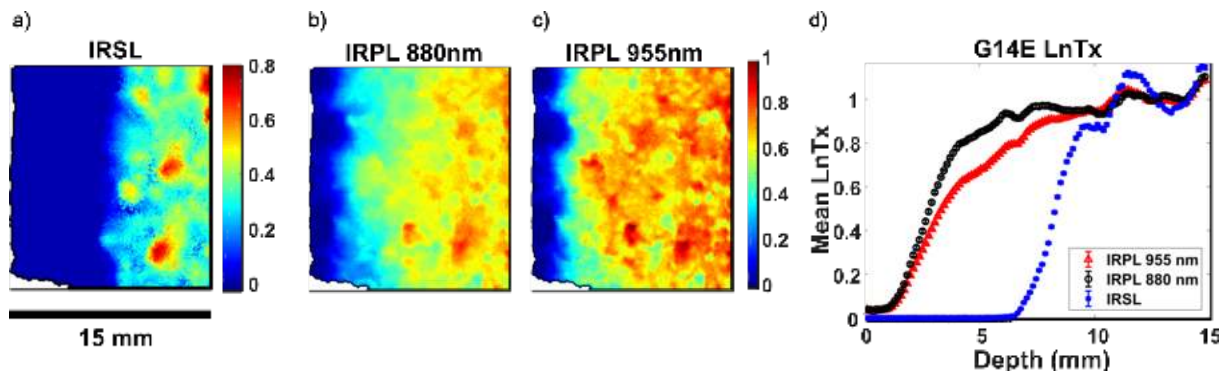 a)
IRSL
0.8
0.6
0.4
0.2
0
15 mm
b)
IRPL 880nm
c)
IRPL 955nm
1
0.8
0.6
0.4
0.2
0
d)
G14E LnTx
Mean LnTx
1
0.8
0.6
0.4
0.2
0
IRPL 955 nm
IRPL 880 nm
IRSL
0
5
10
15
Depth (mm)